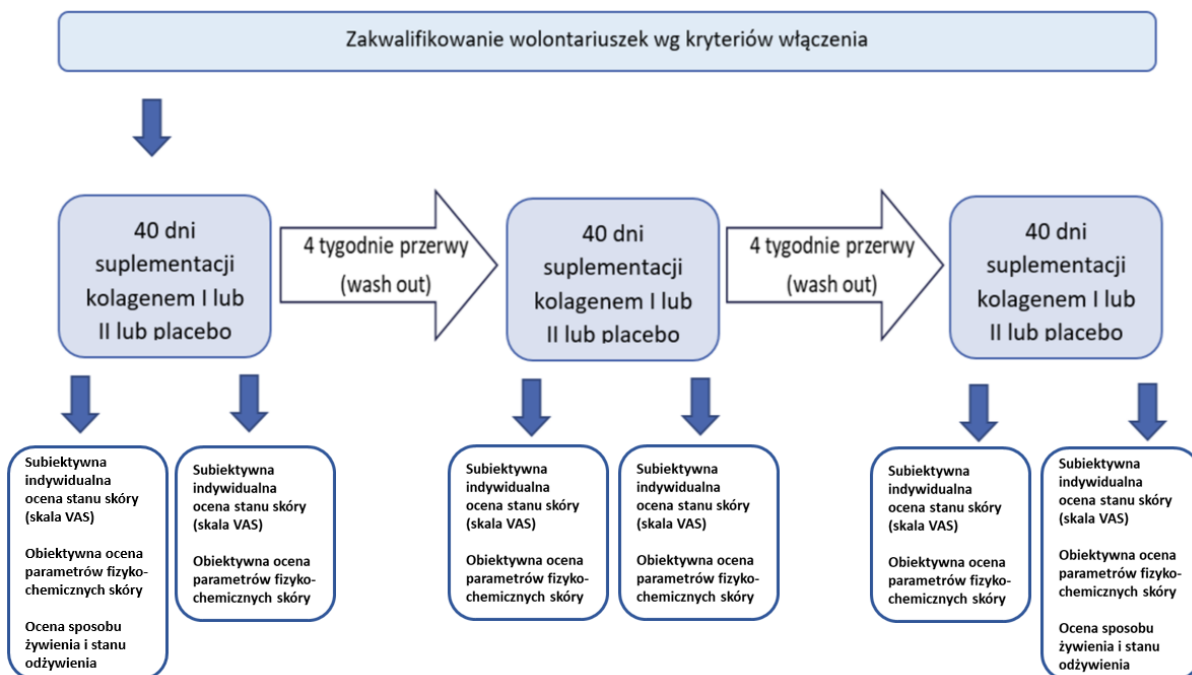 Zakwalifikowanie wolontariuszek wg kryteriów włączenia
40 dni
suplementacji
kolagenem I lub
II lub placebo
4 tygodnie przerwy
(wash out)
40 dni
suplementacji
kolagenem I lub
II lub placebo
4 tygodnie przerwy
(wash out)
40 dni
suplementacji
kolagenem I lub
II lub placebo
Subiektywna
indywidualna
ocena stanu skóry
(skala VAS)
Obiektywna ocena
parametrów fizyko-
chemicznych skóry
Ocena sposobu
żywienia i stanu
odżywienia
Subiektywna
indywidualna
ocena stanu skóry
(skala VAS)
Obiektywna ocena
parametrów fizyko-
chemicznych skóry
Subiektywna
indywidualna
ocena stanu skóry
(skala VAS)
Obiektywna ocena
parametrów fizyko-
chemicznych skóry
Subiektywna
indywidualna
ocena stanu skóry
(skala VAS)
Obiektywna ocena
parametrów fizyko-
chemicznych skóry
Subiektywna
indywidualna
ocena stanu skóry
(skala VAS)
Obiektywna ocena
parametrów fizyko-
chemicznych skóry
Subiektywna
indywidualna
ocena stanu skóry
(skala VAS)
Obiektywna ocena
parametrów fizyko-
chemicznych skóry
Ocena sposobu
żywienia i stanu
odżywienia